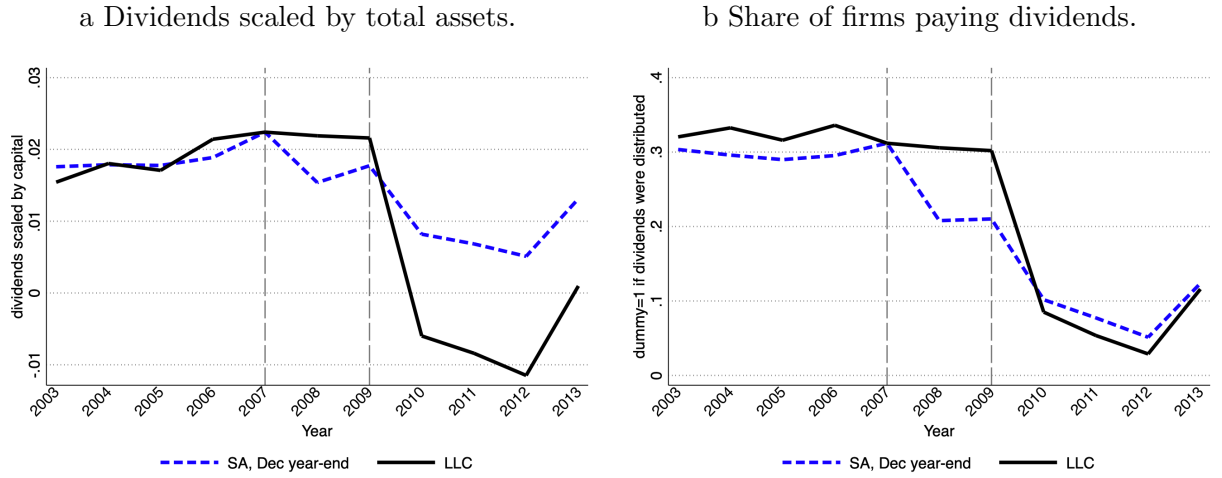 a Dividends scaled by total assets.
dividends scaled by capital
.03
.02
.01
0
-.01
2003 2004 2005 2006 2007 2008 2009 2010 2011 2012 2013
Year
SA, Dec year-end LLC
b Share of firms paying dividends.
dummy=1 if dividends were distributed
.4
.3
.2
.1
0
2003 2004 2005 2006 2007 2008 2009 2010 2011 2012 2013
Year
SA, Dec year-end LLC